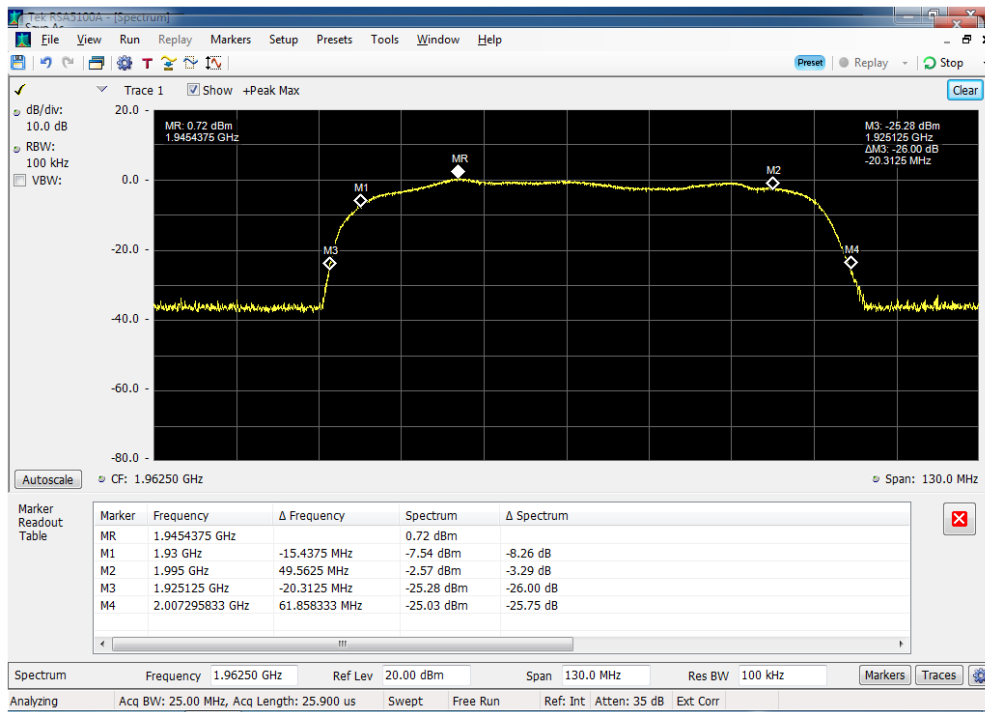 Tek RSA5100A - [Spectrum]
File View Run Replay Markers Setup Presets Tools Window Help
T Preset Replay Stop
Trace 1 Show +Peak Max Clear
dB/div:
10.0 dB
RBW:
100 kHz
VBW:
20.0 -
0.0 -
-20.0 -
-40.0 -
-60.0 -
-80.0 -
MR: 0.72 dBm
1.9454375 GHz
M3: -25.28 dBm
1.925125 GHz
ΔM3: -26.00 dB
-20.3125 MHz
MR
M1
M2
M3
M4
Autoscale CF: 1.96250 GHz Span: 130.0 MHz
Marker
Readout
Table
Marker Frequency Δ Frequency Spectrum Δ Spectrum
MR 1.9454375 GHz 0.72 dBm
M1 1.93 GHz -15.4375 MHz -7.54 dBm -8.26 dB
M2 1.995 GHz 49.5625 MHz -2.57 dBm -3.29 dB
M3 1.925125 GHz -20.3125 MHz -25.28 dBm -26.00 dB
M4 2.007295833 GHz 61.858333 MHz -25.03 dBm -25.75 dB
Spectrum Frequency 1.96250 GHz Ref Lev 20.00 dBm Span 130.0 MHz Res BW 100 kHz Markers Traces
Analyzing Acq BW: 25.00 MHz, Acq Length: 25.900 us Swept Free Run Ref: Int Atten: 35 dB Ext Corr